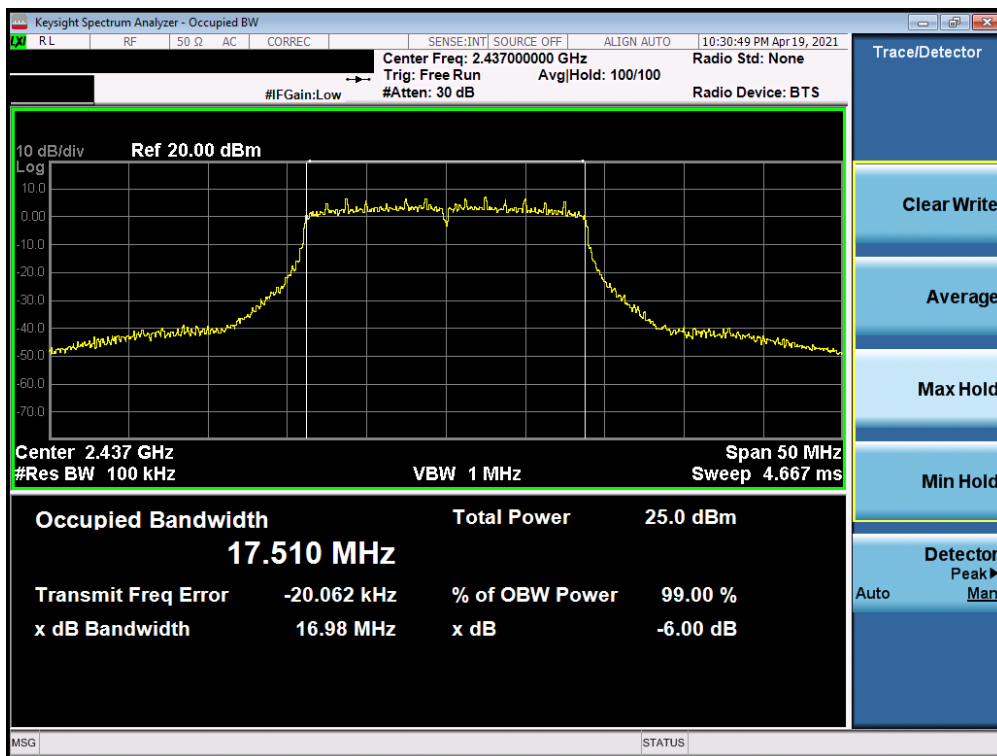 Keysight Spectrum Analyzer - Occupied BW
LXI RL RF 50 Ω AC CORREC SENSE:INT SOURCE OFF ALIGN AUTO 10:30:49 PM Apr 19, 2021
Center Freq: 2.437000000 GHz Radio Std: None
Trig: Free Run Avg|Hold: 100/100
#IFGain:Low #Atten: 30 dB Radio Device: BTS
10 dB/div Ref 20.00 dBm
Log
10.0
0.00
-10.0
-20.0
-30.0
-40.0
-50.0
-60.0
-70.0
Center 2.437 GHz Span 50 MHz
#Res BW 100 kHz VBW 1 MHz Sweep 4.667 ms
Occupied Bandwidth Total Power 25.0 dBm
17.510 MHz
Transmit Freq Error -20.062 kHz % of OBW Power 99.00 %
x dB Bandwidth 16.98 MHz x dB -6.00 dB
MSG STATUS
Trace/Detector
Clear Write
Average
Max Hold
Min Hold
Detector
Peak▶
Auto Man